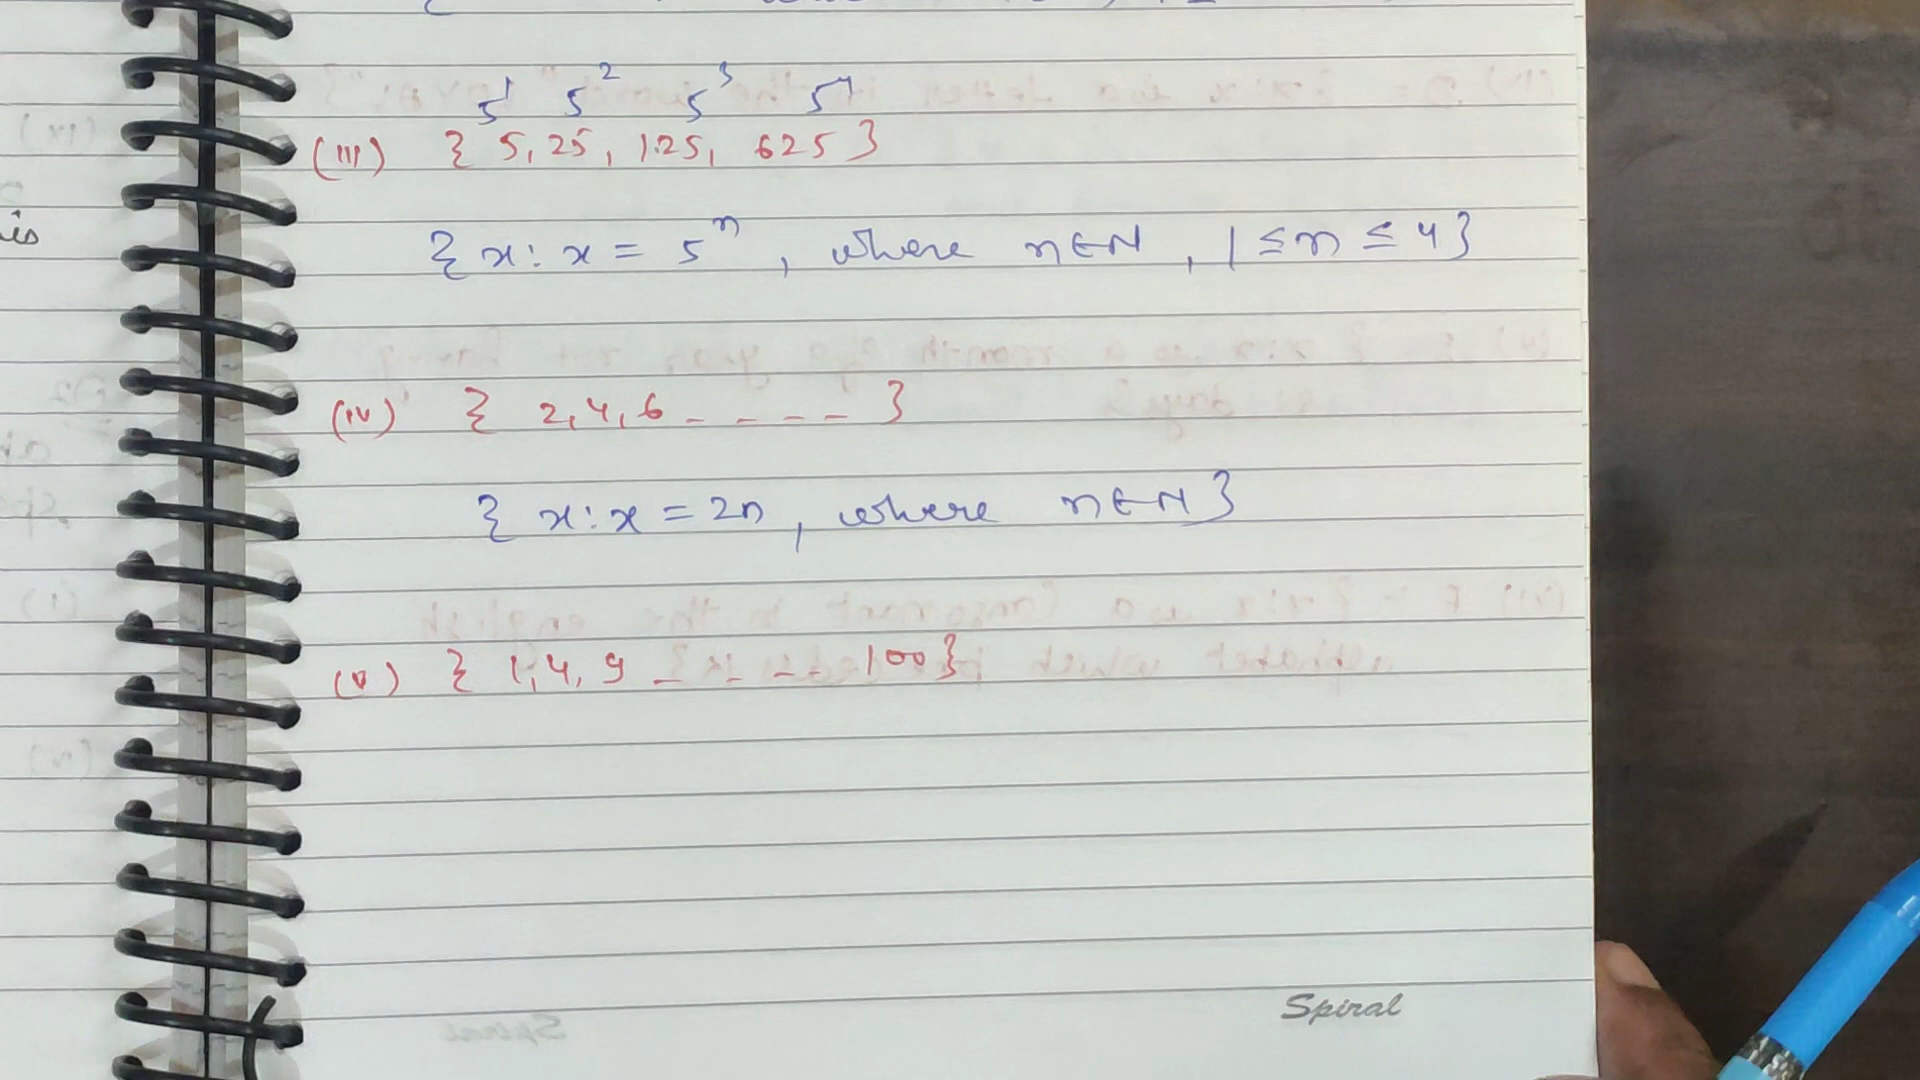 5¹ 5² 5³ 5⁴
(iii) { 5, 25, 125, 625 }
is
{ x : x = 5ⁿ, where n∈N, 1 ≤ n ≤ 4 }
(iv) { 2, 4, 6 - - - - }
{ x : x = 2n, where n∈N }
(v) { 1, 4, 9 - - - - 100 }
Spiral